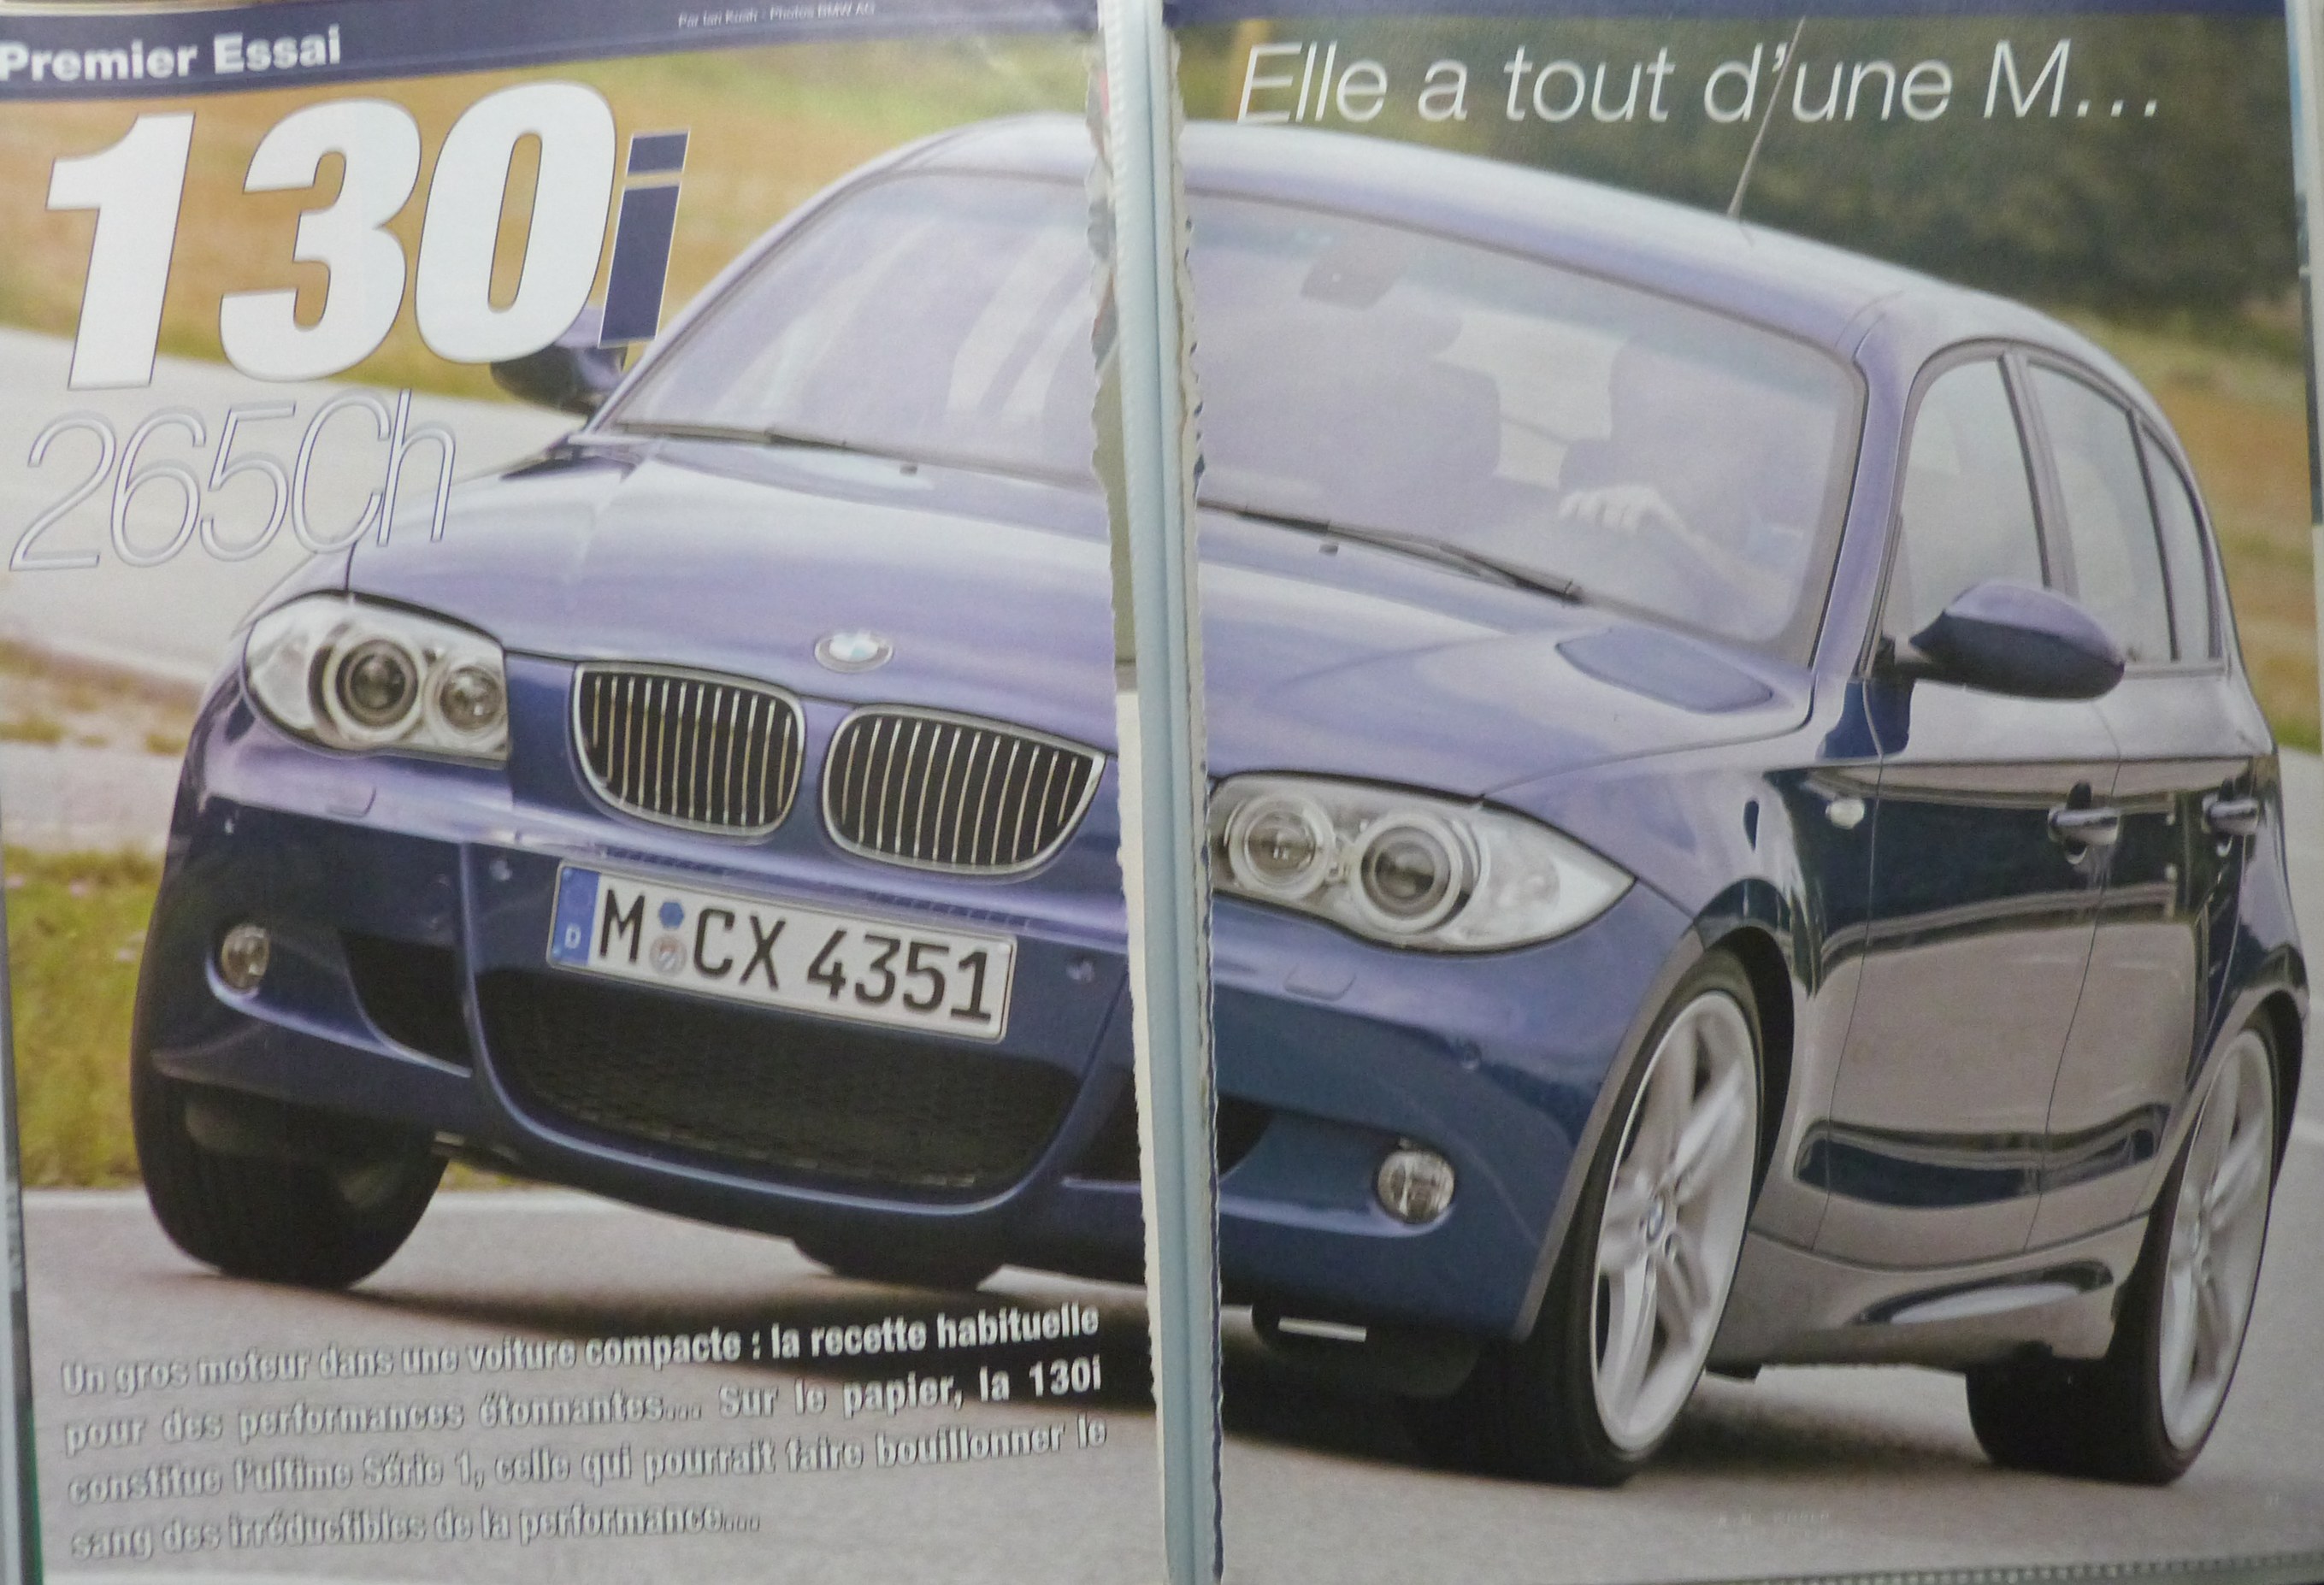 Par Ian Kuah - Photos BMW AG
Premier Essai
130i
265Ch
Elle a tout d'une M...
M CX 4351
D
Un gros moteur dans une voiture compacte : la recette habituelle
pour des performances étonnantes... Sur le papier, la 130i
constitue l'ultime Série 1, celle qui pourrait faire bouillonner le
sang des irréductibles de la performance...